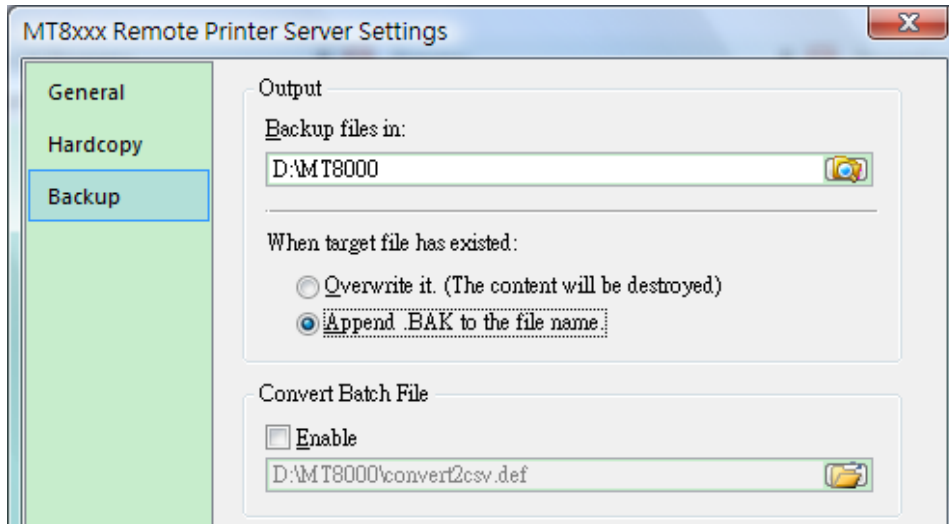 MT8xxx Remote Printer Server Settings
General
Hardcopy
Backup
Output
Backup files in:
D:\MT8000
When target file has existed:
Overwrite it. (The content will be destroyed)
Append .BAK to the file name.
Convert Batch File
Enable
D:\MT8000\convert2csv.def